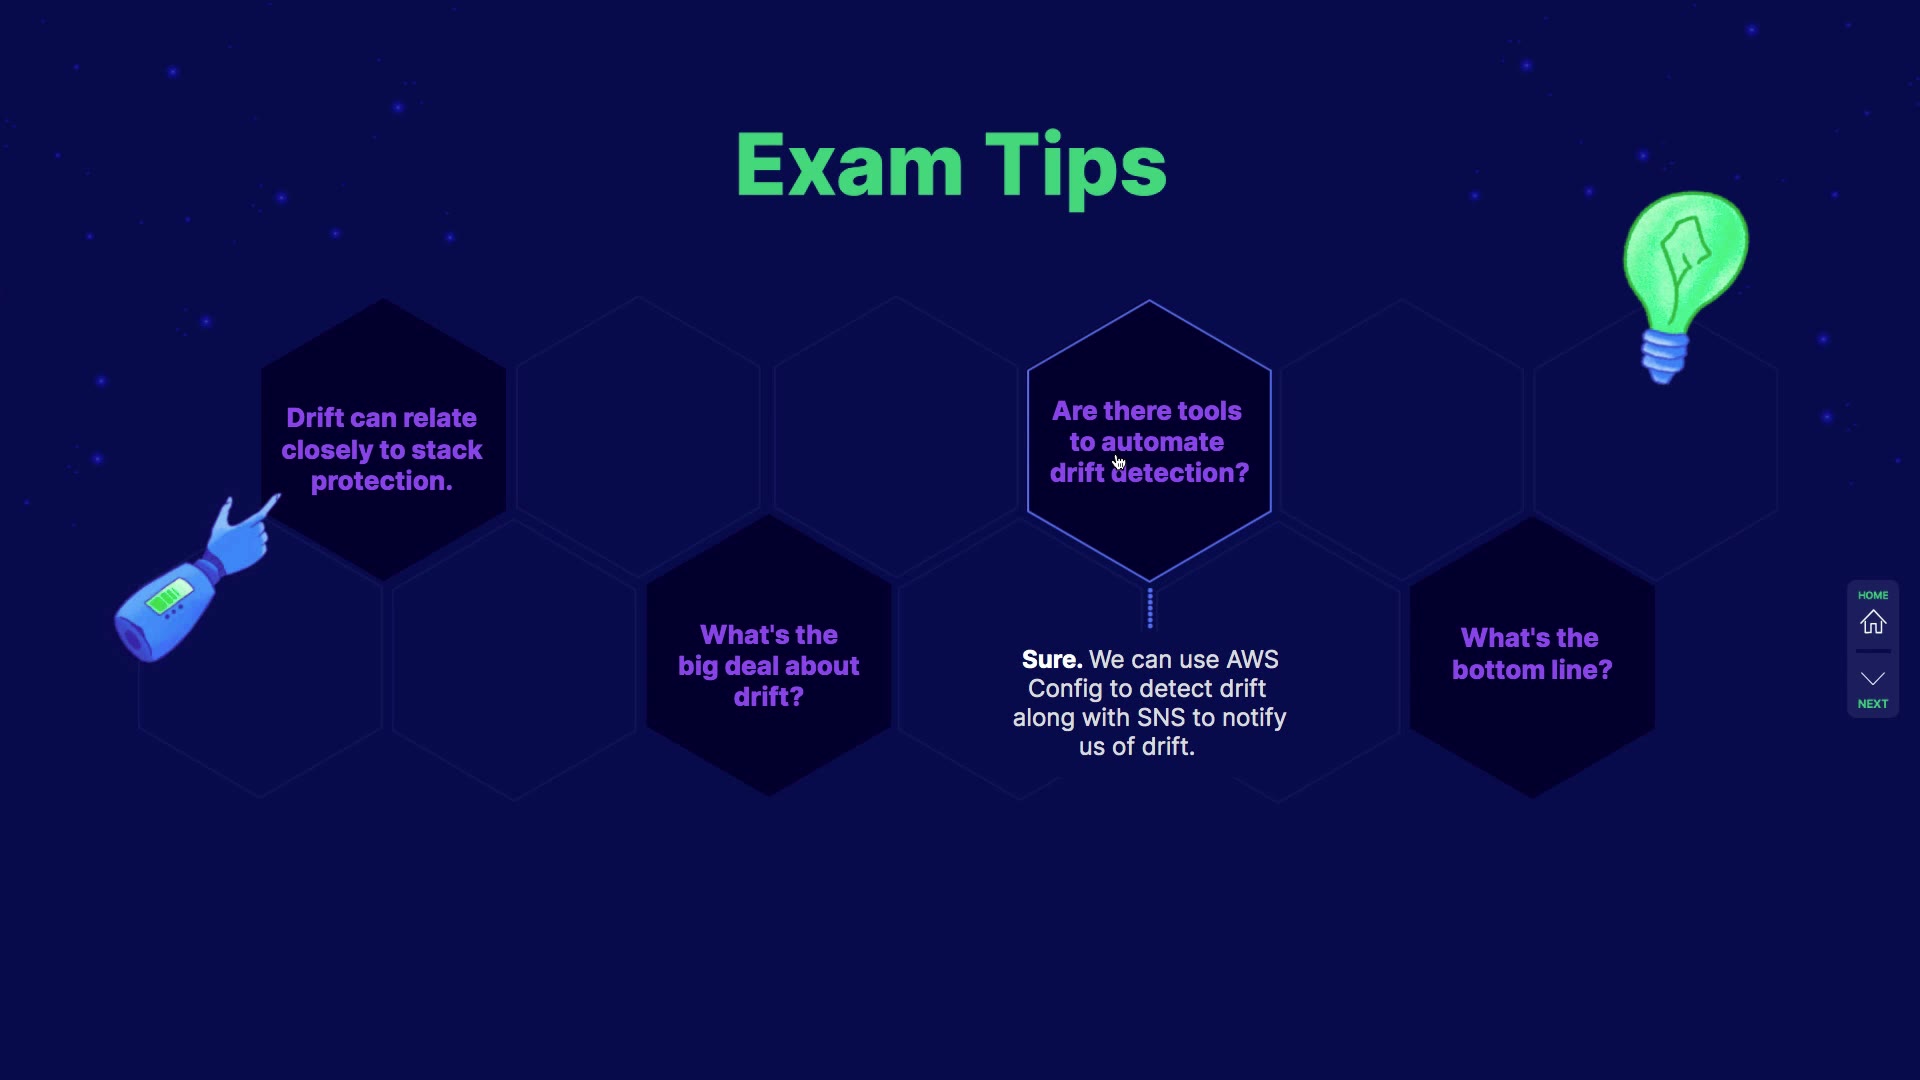 Exam Tips
Drift can relate
closely to stack
protection.
What's the
big deal about
drift?
Are there tools
to automate
drift detection?
Sure. We can use AWS
Config to detect drift
along with SNS to notify
us of drift.
What's the
bottom line?
HOME
NEXT